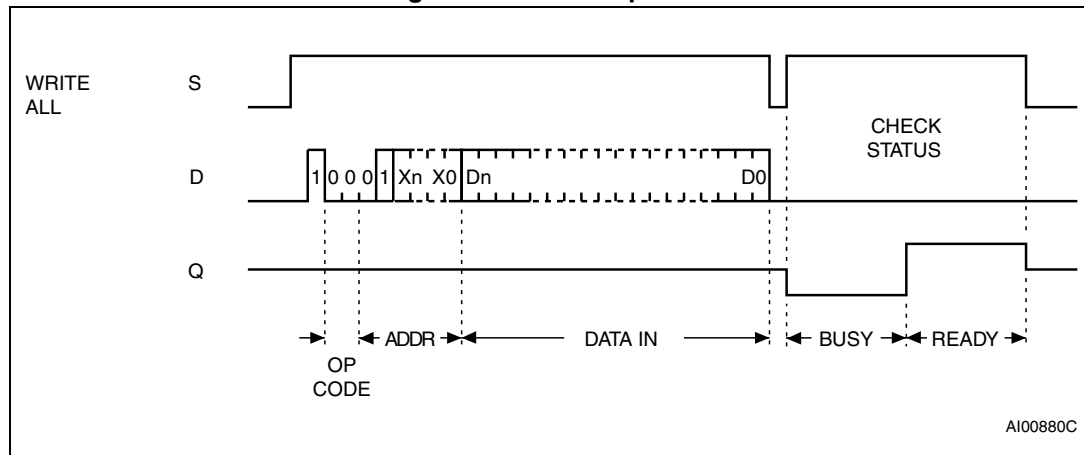 WRITE
ALL
S
CHECK
STATUS
D
1 0 0 0 1 Xn X0 Dn D0
Q
ADDR DATA IN BUSY READY
OP
CODE
AI00880C